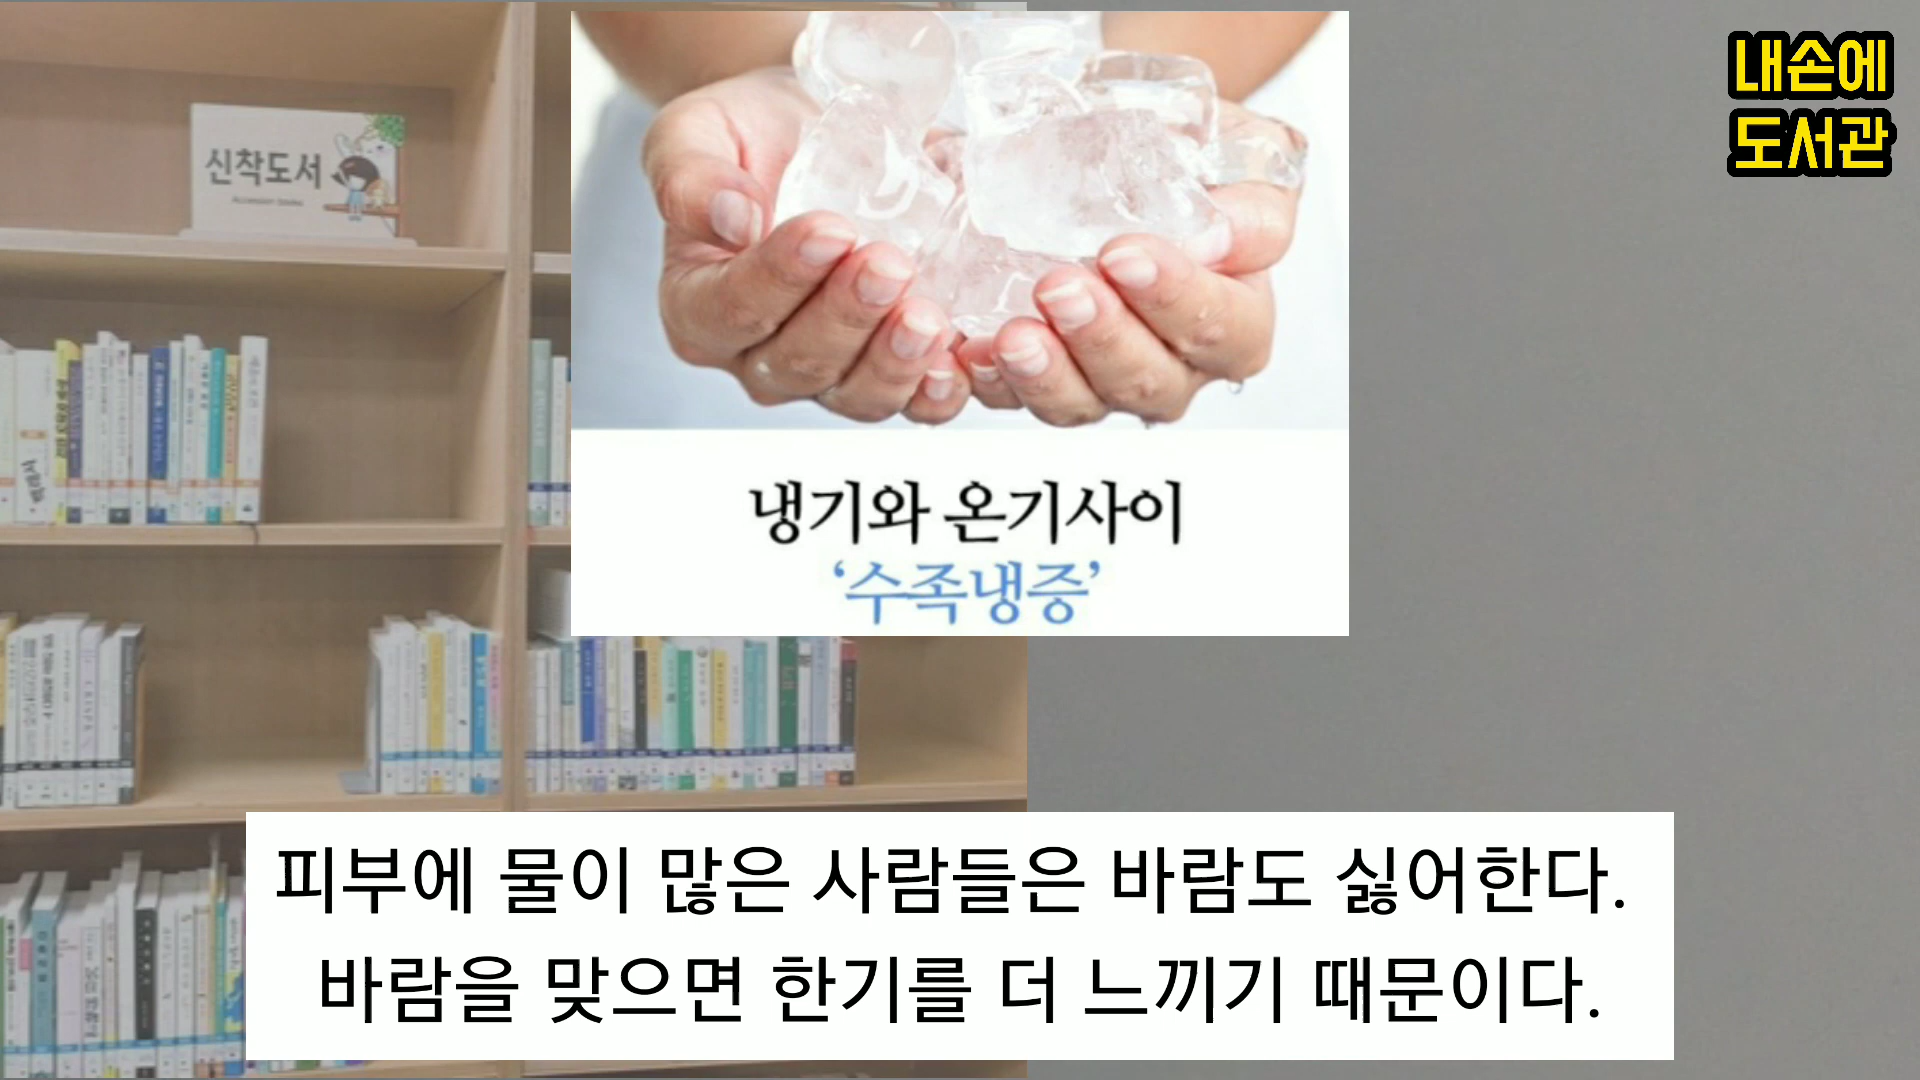 내손에
도서관
신착도서
냉기와 온기사이
‘수족냉증’
피부에 물이 많은 사람들은 바람도 싫어한다.
바람을 맞으면 한기를 더 느끼기 때문이다.